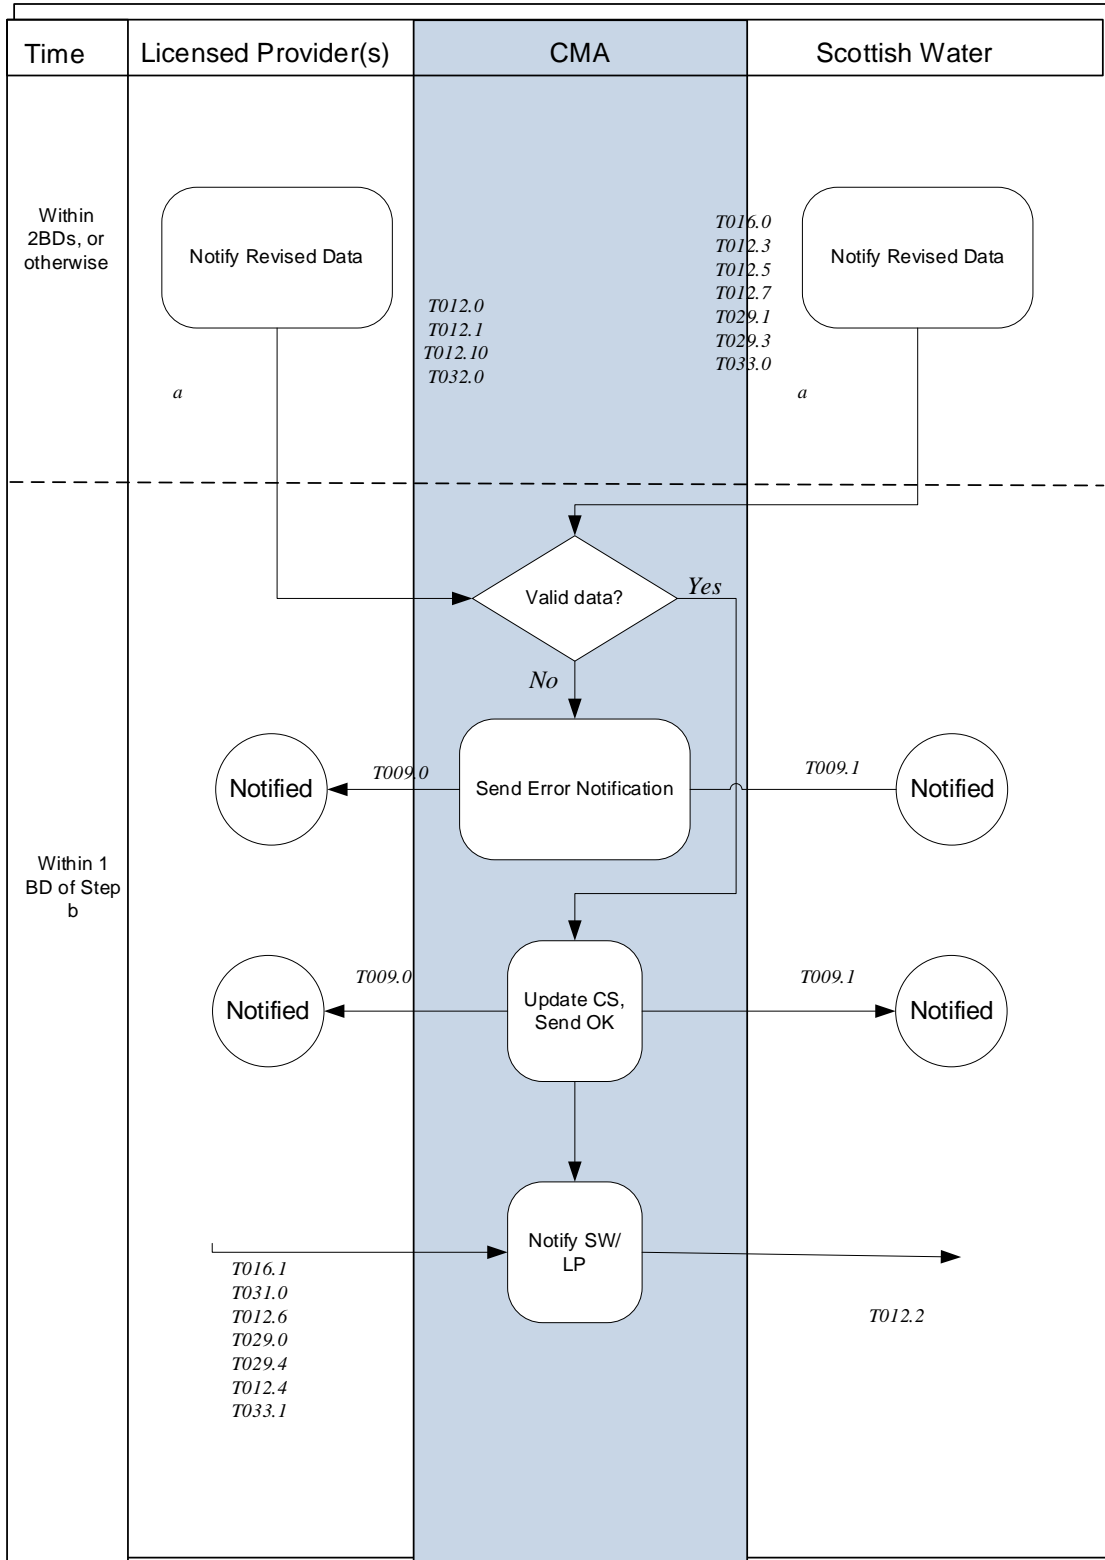 Time
Licensed Provider(s)
CMA
Scottish Water
Within
2BDs, or
otherwise
Notify Revised Data
T012.0
T012.1
T012.10
T032.0
T016.0
T012.3
T012.5
T012.7
T029.1
T029.3
T033.0
Notify Revised Data
a
a
Valid data?
Yes
No
Notified
T009.0
Send Error Notification
T009.1
Notified
Within 1
BD of Step
b
Notified
T009.0
Update CS,
Send OK
T009.1
Notified
Notify SW/
LP
T016.1
T031.0
T012.6
T029.0
T029.4
T012.4
T033.1
T012.2